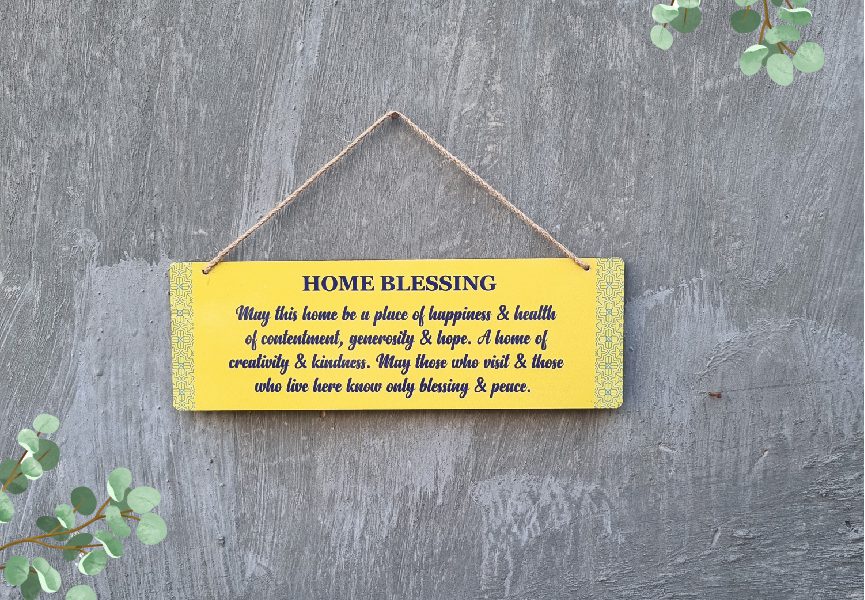 HOME BLESSING
May this home be a place of happiness & health
of contentment, generosity & hope. A home of
creativity & kindness. May those who visit & those
who live here know only blessing & peace.